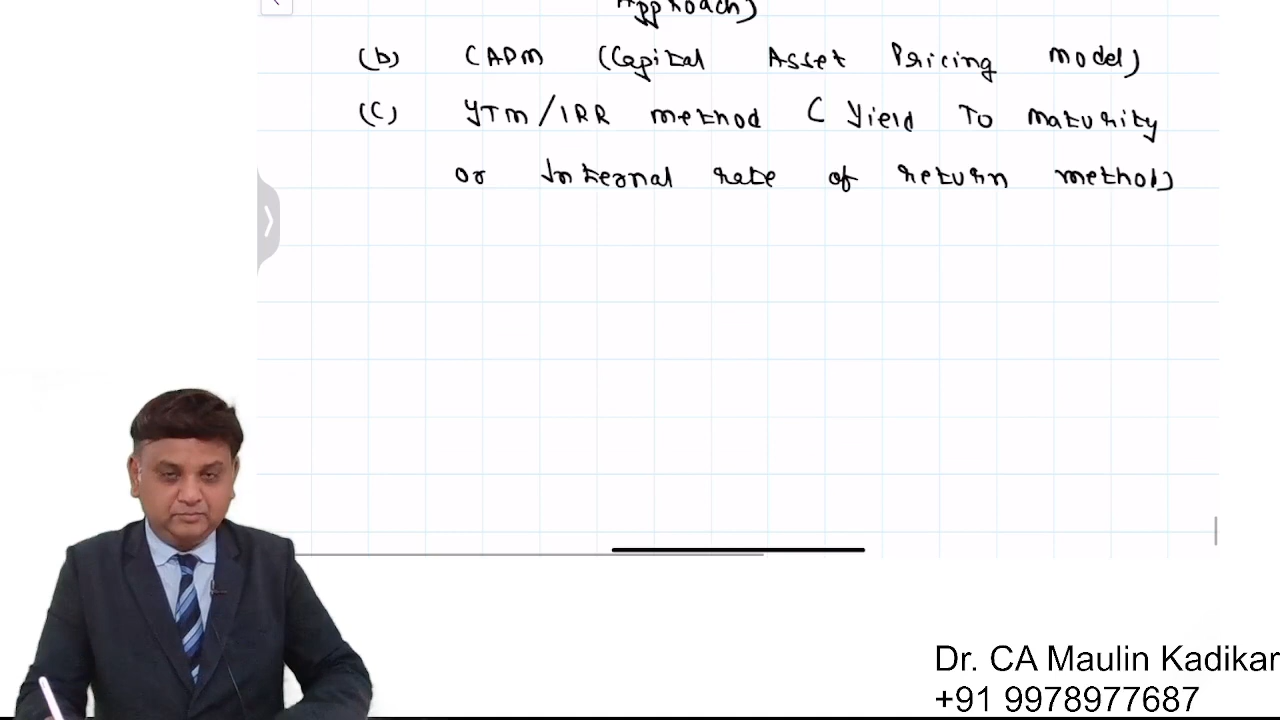 Approach)
(b) CAPM (Capital Asset Pricing Model)
(c) YTM/IRR method ( Yield To maturity
or Internal rate of return method)
Dr. CA Maulin Kadikar
+91 9978977687